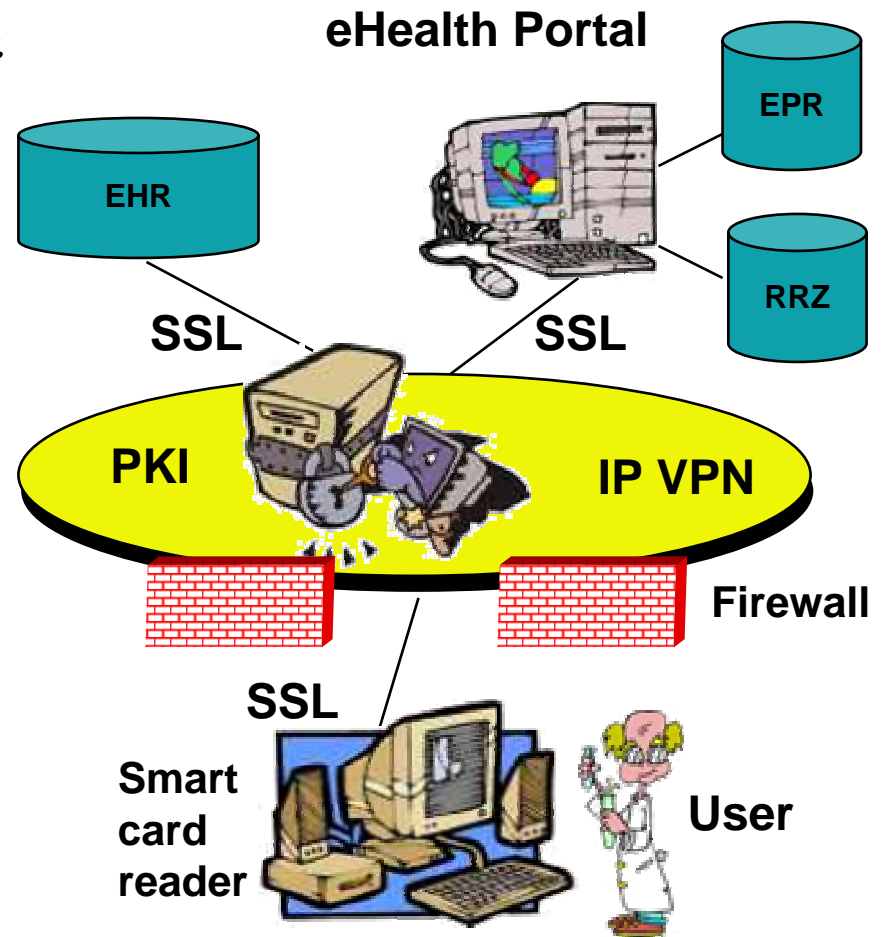 eHealth Portal
EPR
EHR
RRZ
SSL
SSL
PKI
IP VPN
Firewall
SSL
Smart
card
reader
User